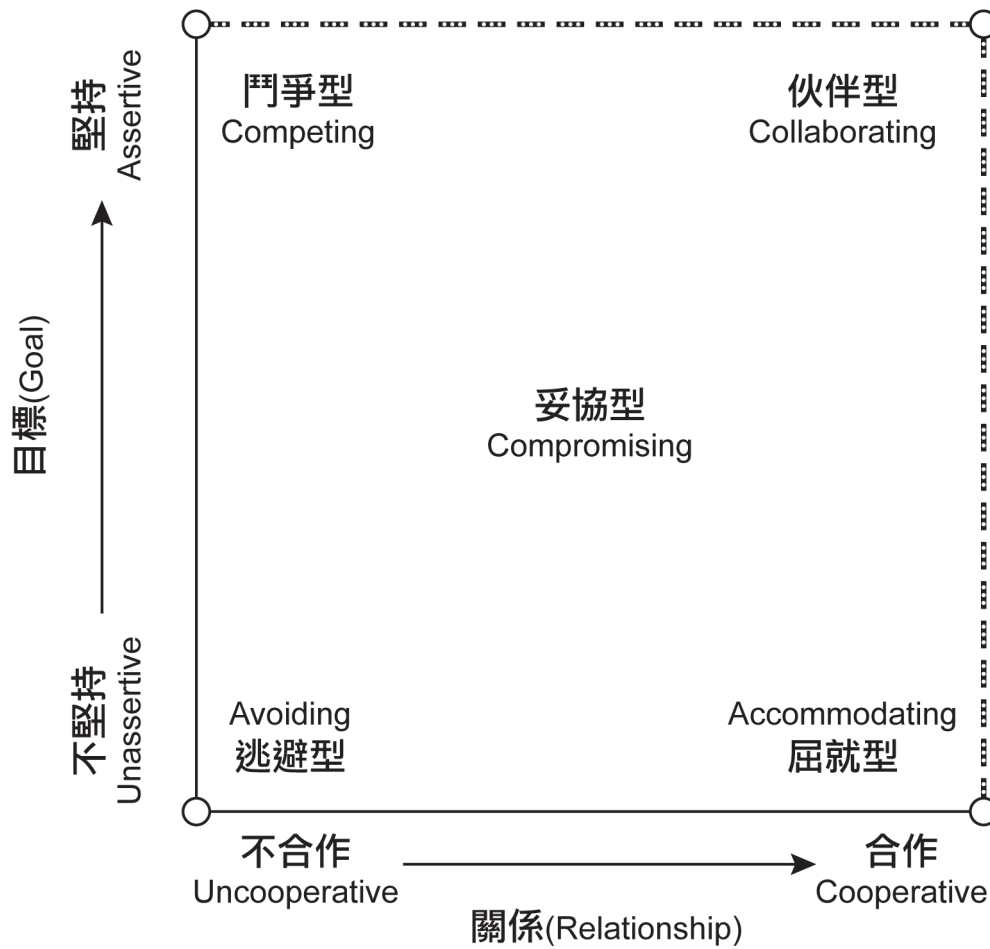 鬥爭型
Competing
伙伴型
Collaborating
妥協型
Compromising
Avoiding
逃避型
Accommodating
屈就型
堅持
Assertive
目標(Goal)
不堅持
Unassertive
不合作
Uncooperative
合作
Cooperative
關係(Relationship)